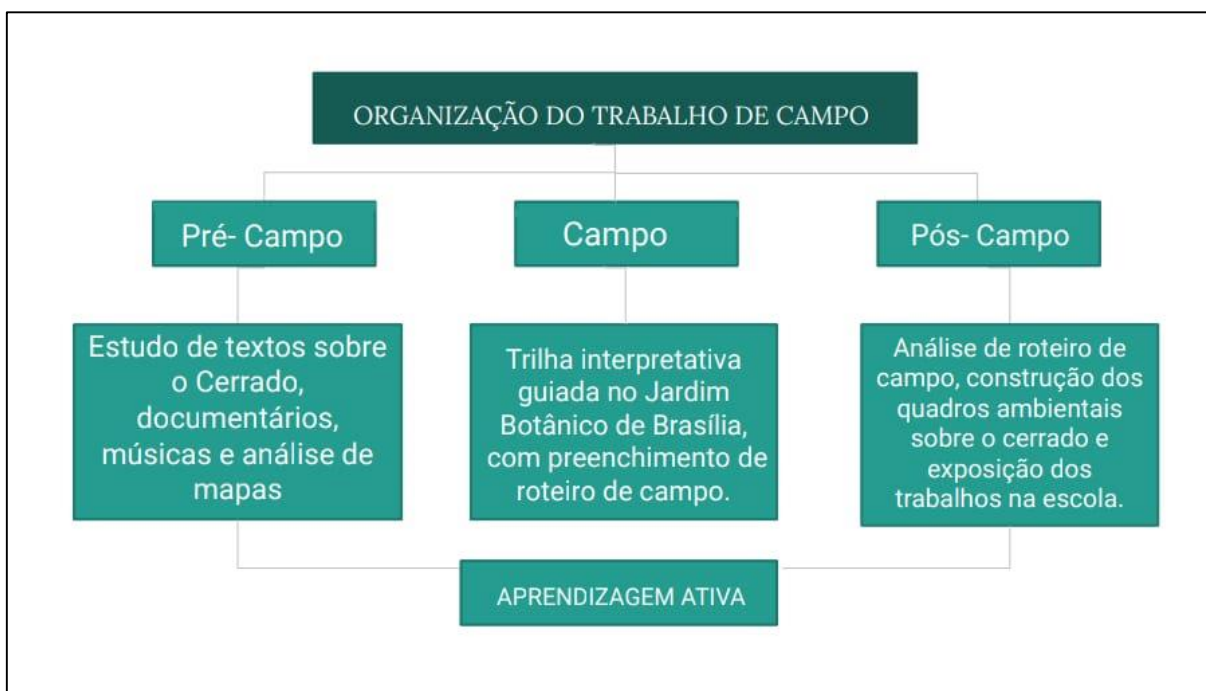 ORGANIZAÇÃO DO TRABALHO DE CAMPO
Pré- Campo
Campo
Pós- Campo
Estudo de textos sobre
o Cerrado,
documentários,
músicas e análise de
mapas
Trilha interpretativa
guiada no Jardim
Botânico de Brasília,
com preenchimento de
roteiro de campo.
Análise de roteiro de
campo, construção dos
quadros ambientais
sobre o cerrado e
exposição dos
trabalhos na escola.
APRENDIZAGEM ATIVA